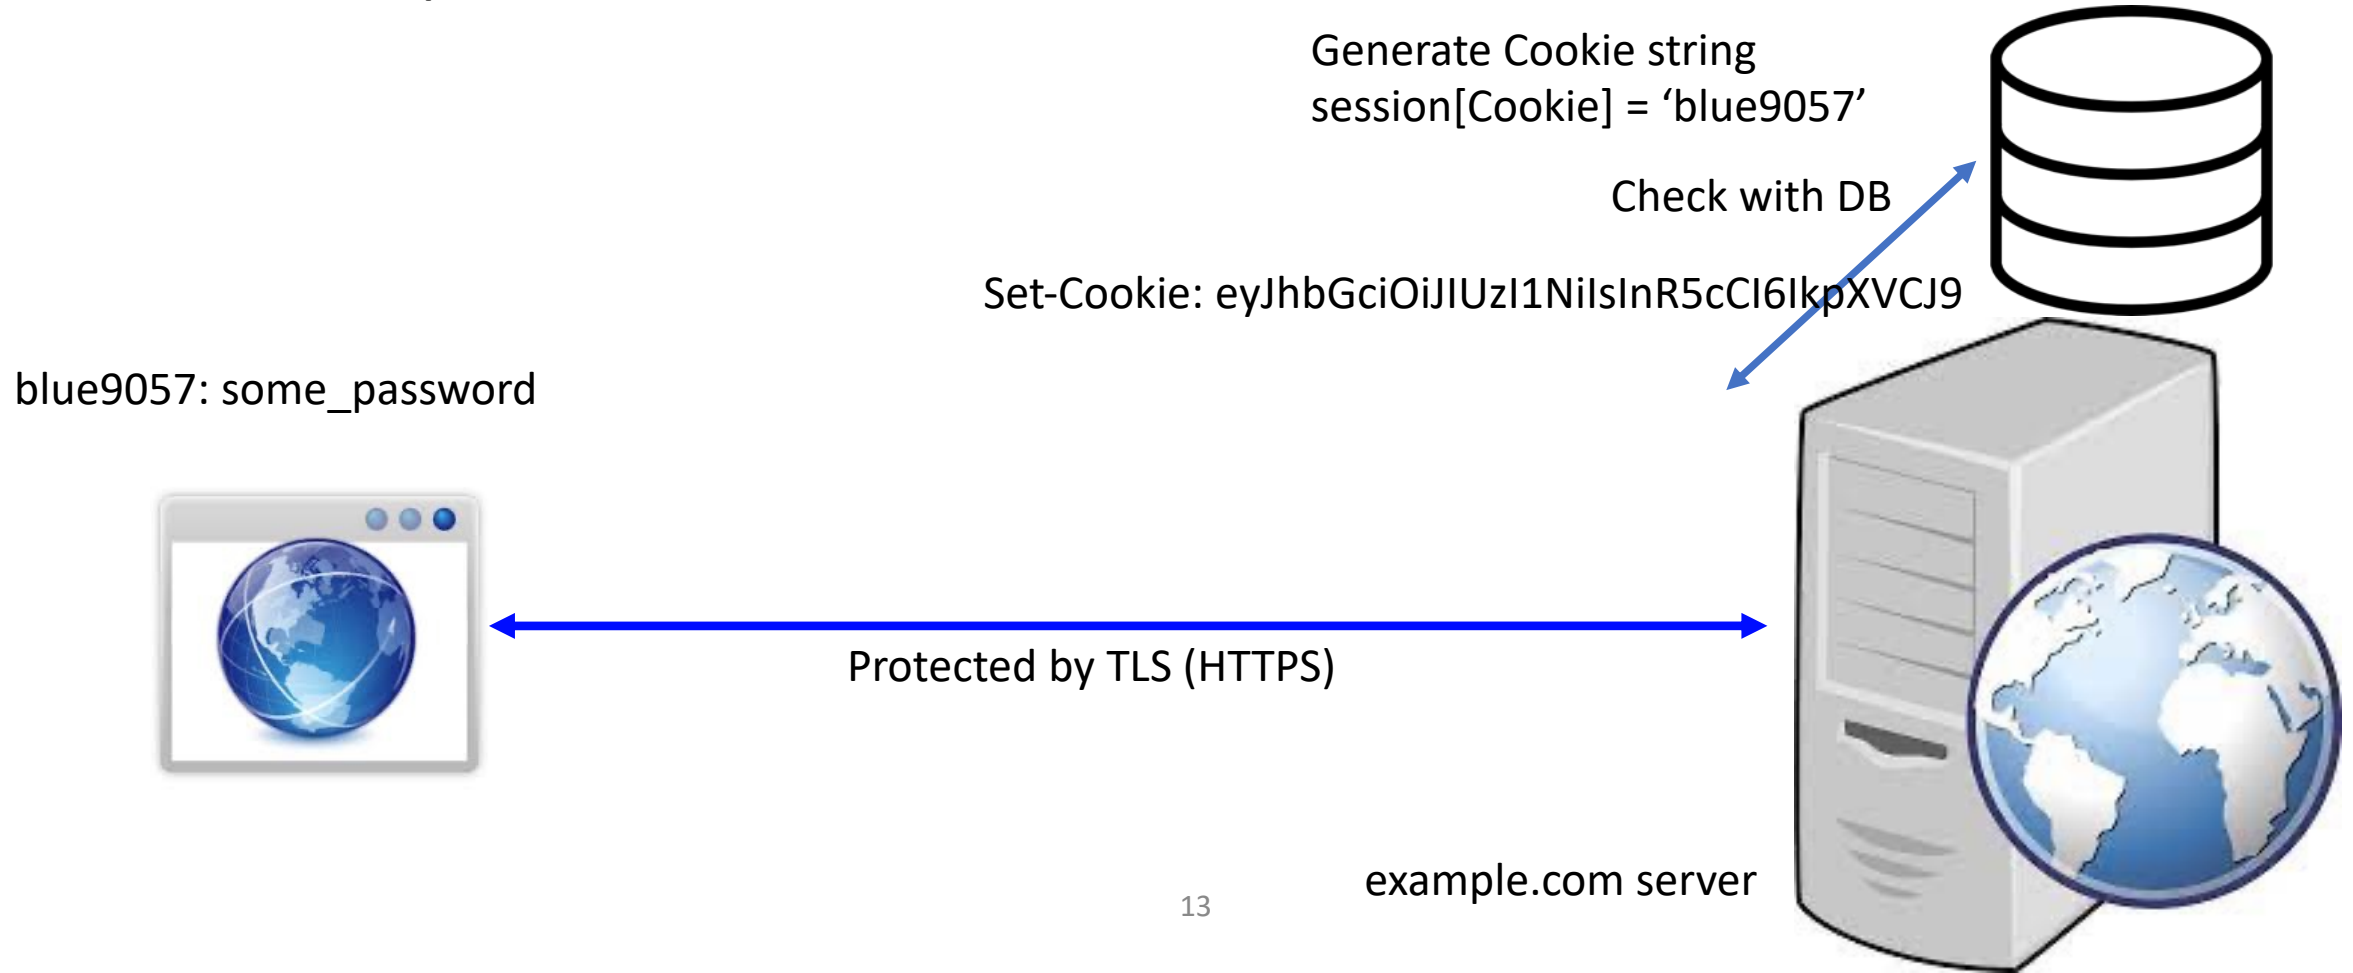 Generate Cookie string
session[Cookie] = ‘blue9057’
Check with DB
Set-Cookie: eyJhbGciOiJIUzI1NiIsInR5cCI6IkpXVCJ9
blue9057: some_password
Protected by TLS (HTTPS)
example.com server
13